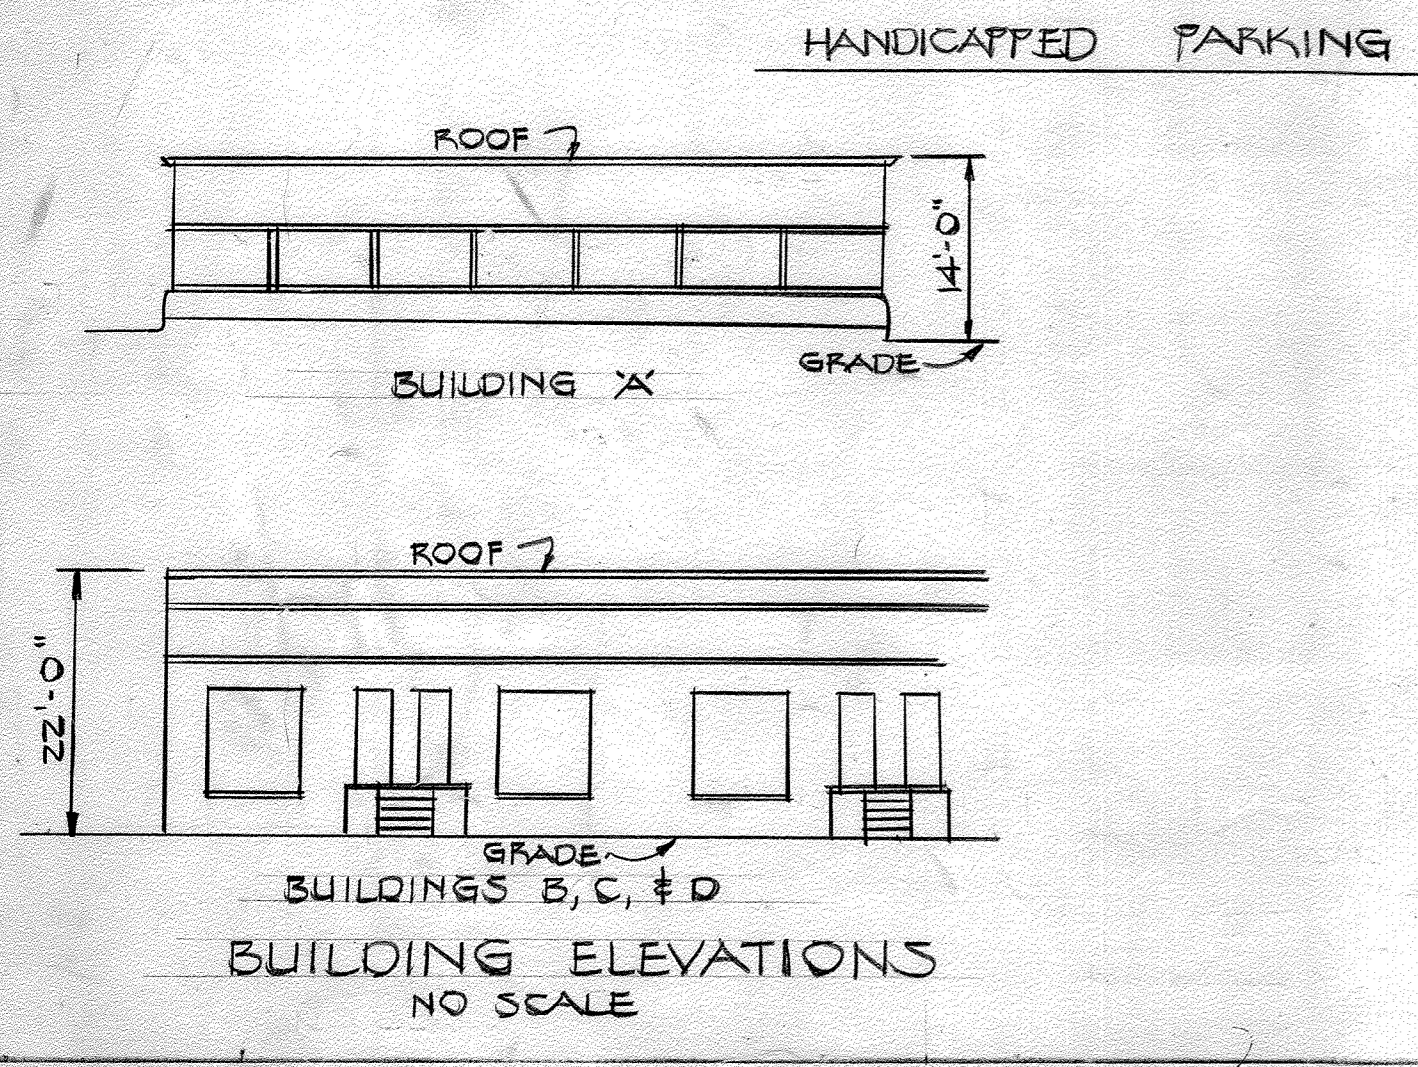 HANDICAPPED PARKING
ROOF
14'-0"
GRADE
BUILDING 'A'
ROOF
22'-0"
GRADE
BUILDINGS B, C, & D
BUILDING ELEVATIONS
NO SCALE